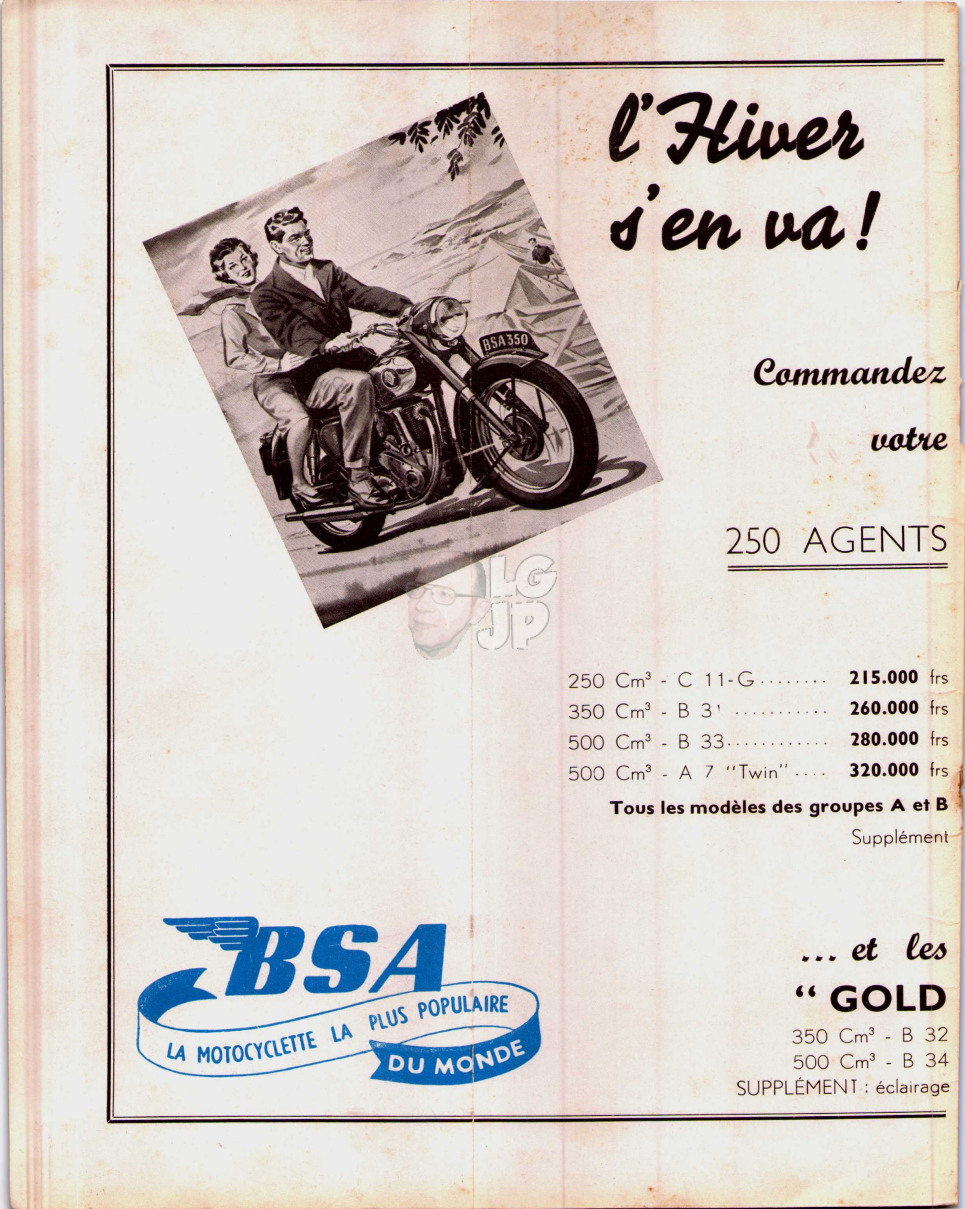 l'Hiver
s'en va!
BSA 350
Commandez
votre
250 AGENTS
LG
JP
250 Cm³ - C 11-G ........ 215.000 frs
350 Cm³ - B 31 ........... 260.000 frs
500 Cm³ - B 33 ............ 280.000 frs
500 Cm³ - A 7 "Twin" .... 320.000 frs
Tous les modèles des groupes A et B
Supplément
BSA
LA MOTOCYCLETTE LA PLUS POPULAIRE
DU MONDE
... et les
“ GOLD
350 Cm³ - B 32
500 Cm³ - B 34
SUPPLÉMENT : éclairage